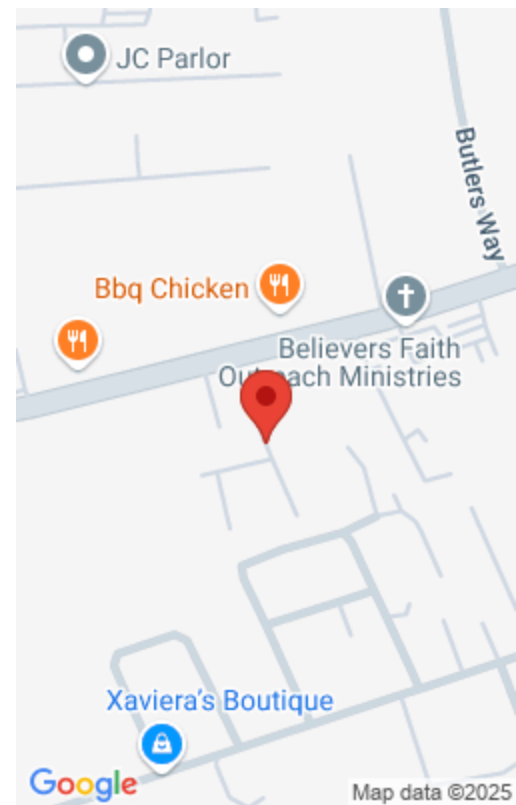 JC Parlor
Butlers Way
Bbq Chicken
Believers Faith
Outreach Ministries
Xaviera's Boutique
Google
Map data ©2025